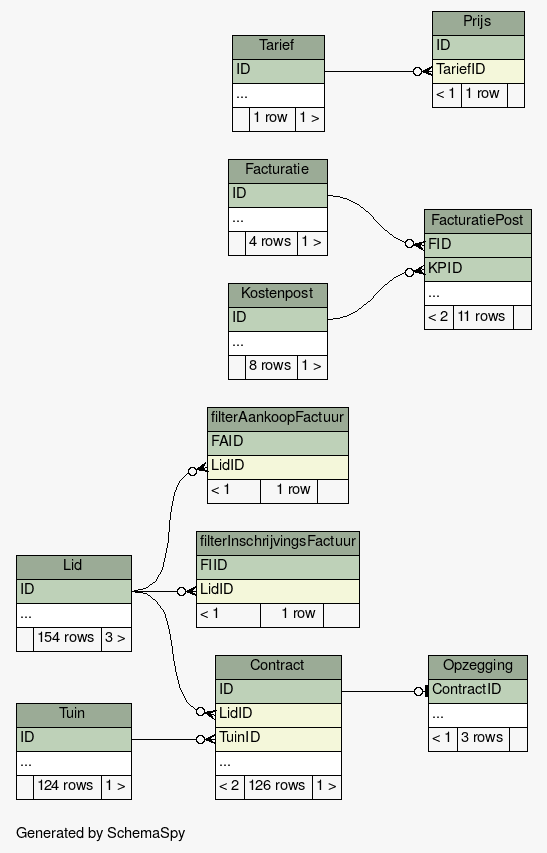 Tarief
ID
...
1 row 1 >
Prijs
ID
TariefID
< 1 1 row
Facturatie
ID
...
4 rows 1 >
FacturatiePost
FID
KPID
...
< 2 11 rows
Kostenpost
ID
...
8 rows 1 >
filterAankoopFactuur
FAID
LidID
< 1 1 row
filterInschrijvingsFactuur
FIID
LidID
< 1 1 row
Lid
ID
...
154 rows 3 >
Contract
ID
LidID
TuinID
...
< 2 126 rows 1 >
Opzegging
ContractID
...
< 1 3 rows
Tuin
ID
...
124 rows 1 >
Generated by SchemaSpy